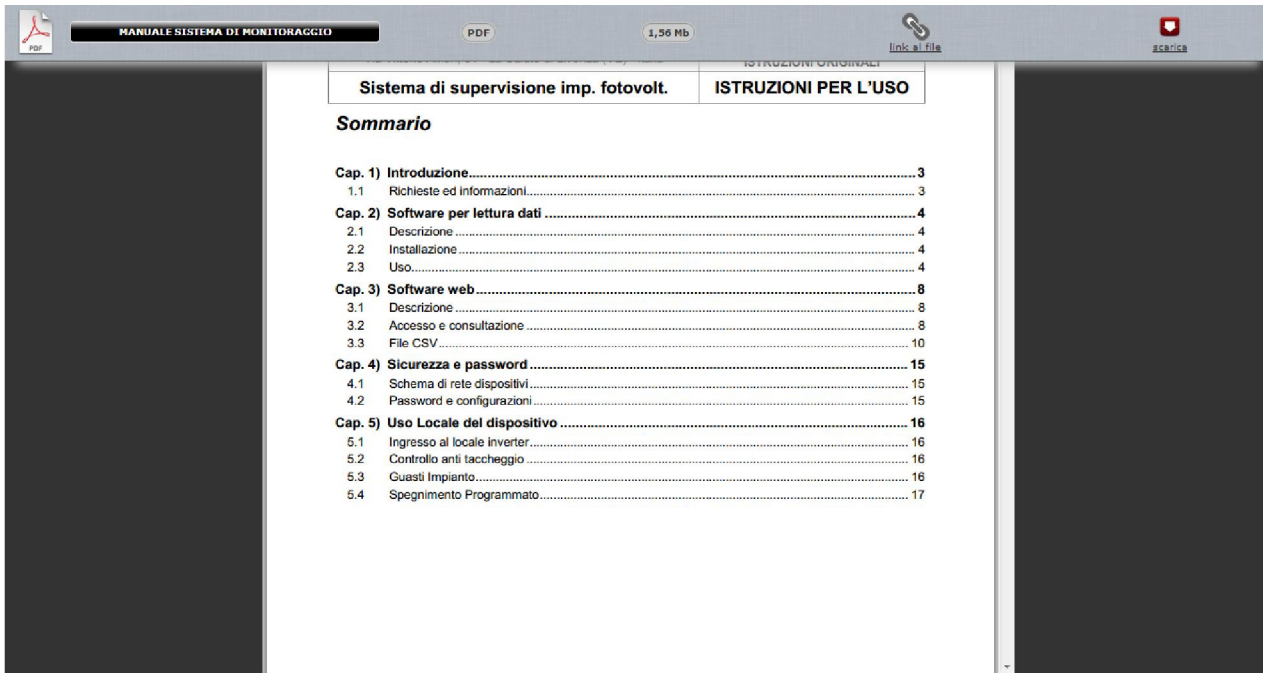 MANUALE SISTEMA DI MONITORAGGIO
PDF
1,56 Mb
link al file
scarica
PDF
ISTRUZIONI ORIGINALI
Sistema di supervisione imp. fotovolt. ISTRUZIONI PER L'USO
Sommario
Cap. 1) Introduzione 3
1.1 Richieste ed informazioni 3
Cap. 2) Software per lettura dati 4
2.1 Descrizione 4
2.2 Installazione 4
2.3 Uso 4
Cap. 3) Software web 8
3.1 Descrizione 8
3.2 Accesso e consultazione 8
3.3 File CSV 10
Cap. 4) Sicurezza e password 15
4.1 Schema di rete dispositivi 15
4.2 Password e configurazioni 15
Cap. 5) Uso Locale del dispositivo 16
5.1 Ingresso al locale inverter 16
5.2 Controllo anti taccheggio 16
5.3 Guasti Impianto 16
5.4 Spegnimento Programmato 17